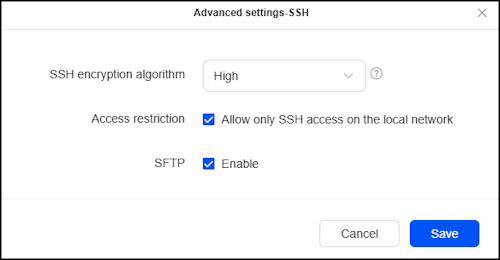 Advanced settings-SSH
SSH encryption algorithm High
Access restriction Allow only SSH access on the local network
SFTP Enable
Cancel Save